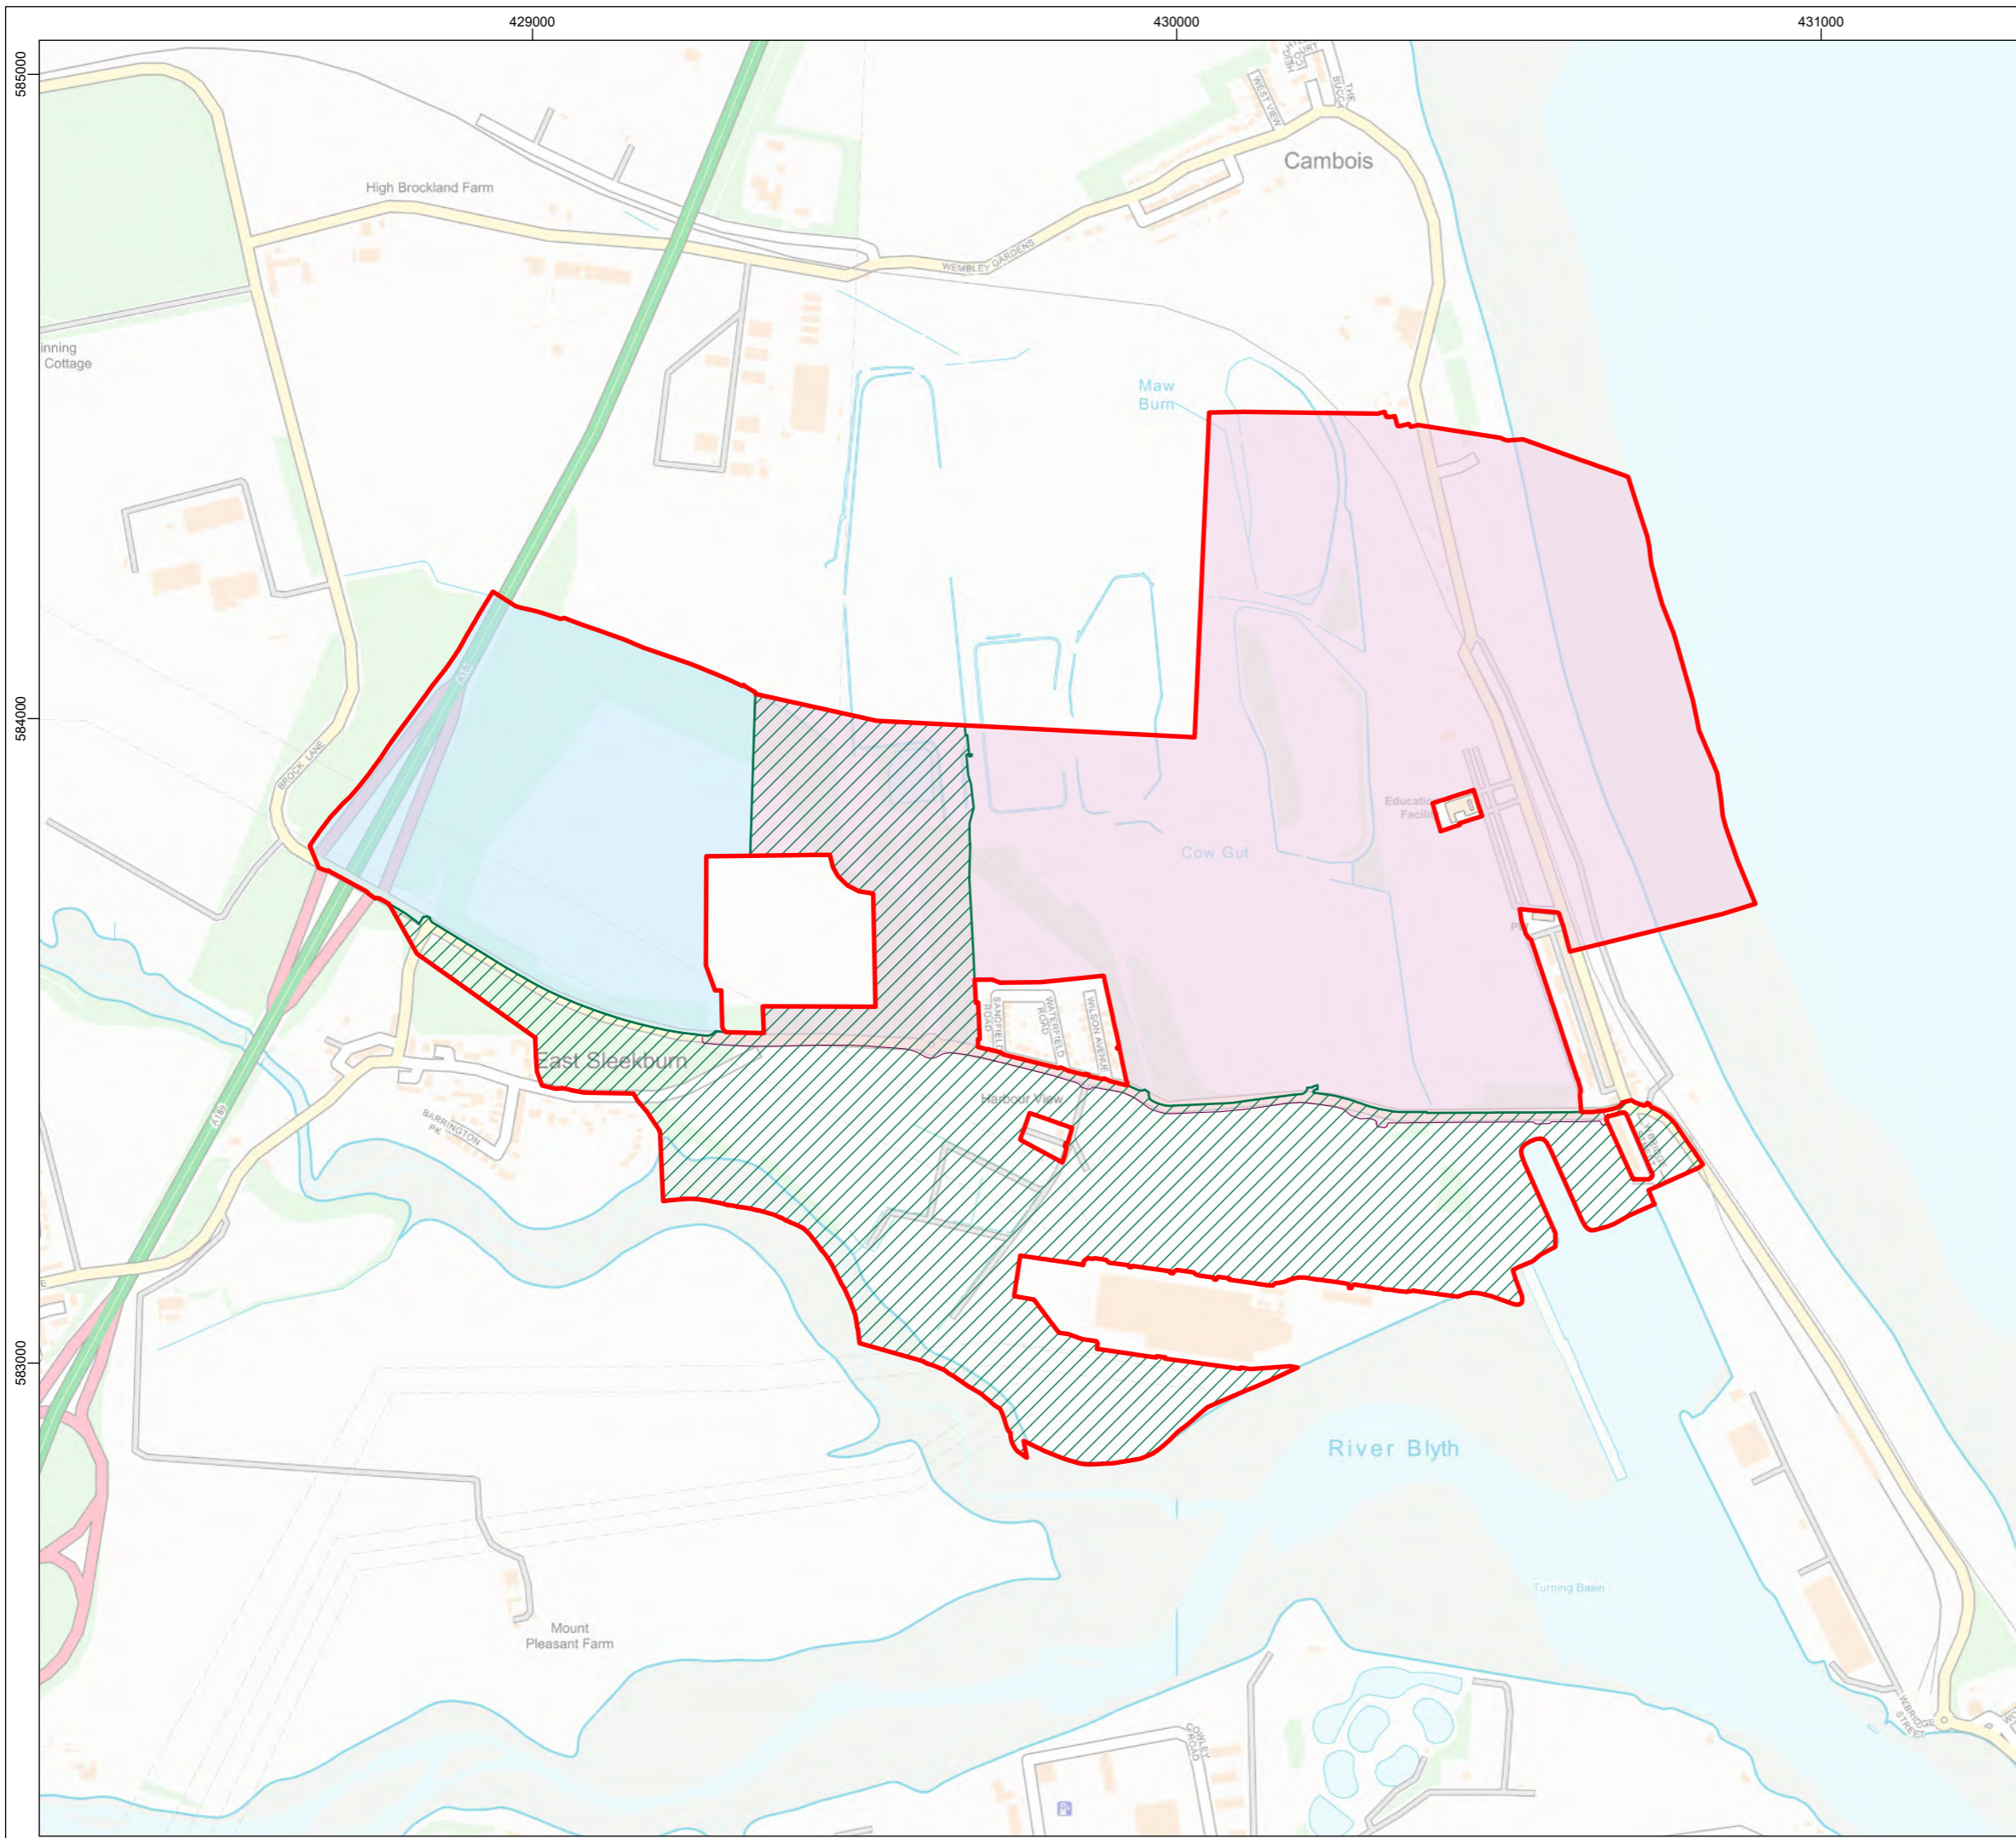 429000
430000
431000
585000
584000
583000
THE
BUCCA
WEST VIEW
COURT
Cambois
High Brockland Farm
WEMBLEY GARDENS
inning
Cottage
Maw
Burn
A189
BROCK LANE
Cow Gut
SANDFIELD
ROAD
WATERFIELD
ROAD
WILSON AVENUE
East Sleekburn
Harbour View
BARRINGTON
PK
A189
River Blyth
Turning Basin
Mount
Pleasant Farm
COWLEY
ROAD